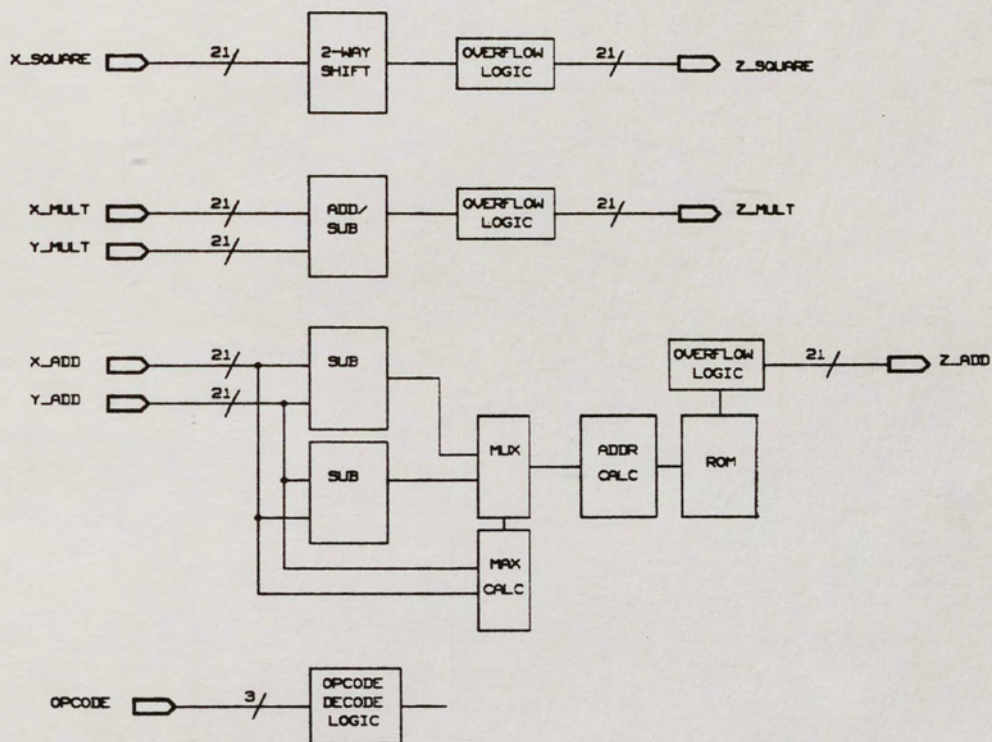 X_SQUARE
21
2-WAY
SHIFT
OVERFLOW
LOGIC
21
Z_SQUARE
X_MULT
21
Y_MULT
21
ADD/
SUB
OVERFLOW
LOGIC
21
Z_MULT
X_ADD
21
Y_ADD
21
SUB
SUB
MUX
MAX
CALC
ADDR
CALC
ROM
OVERFLOW
LOGIC
21
Z_ADD
OPCODE
3
OPCODE
DECODE
LOGIC